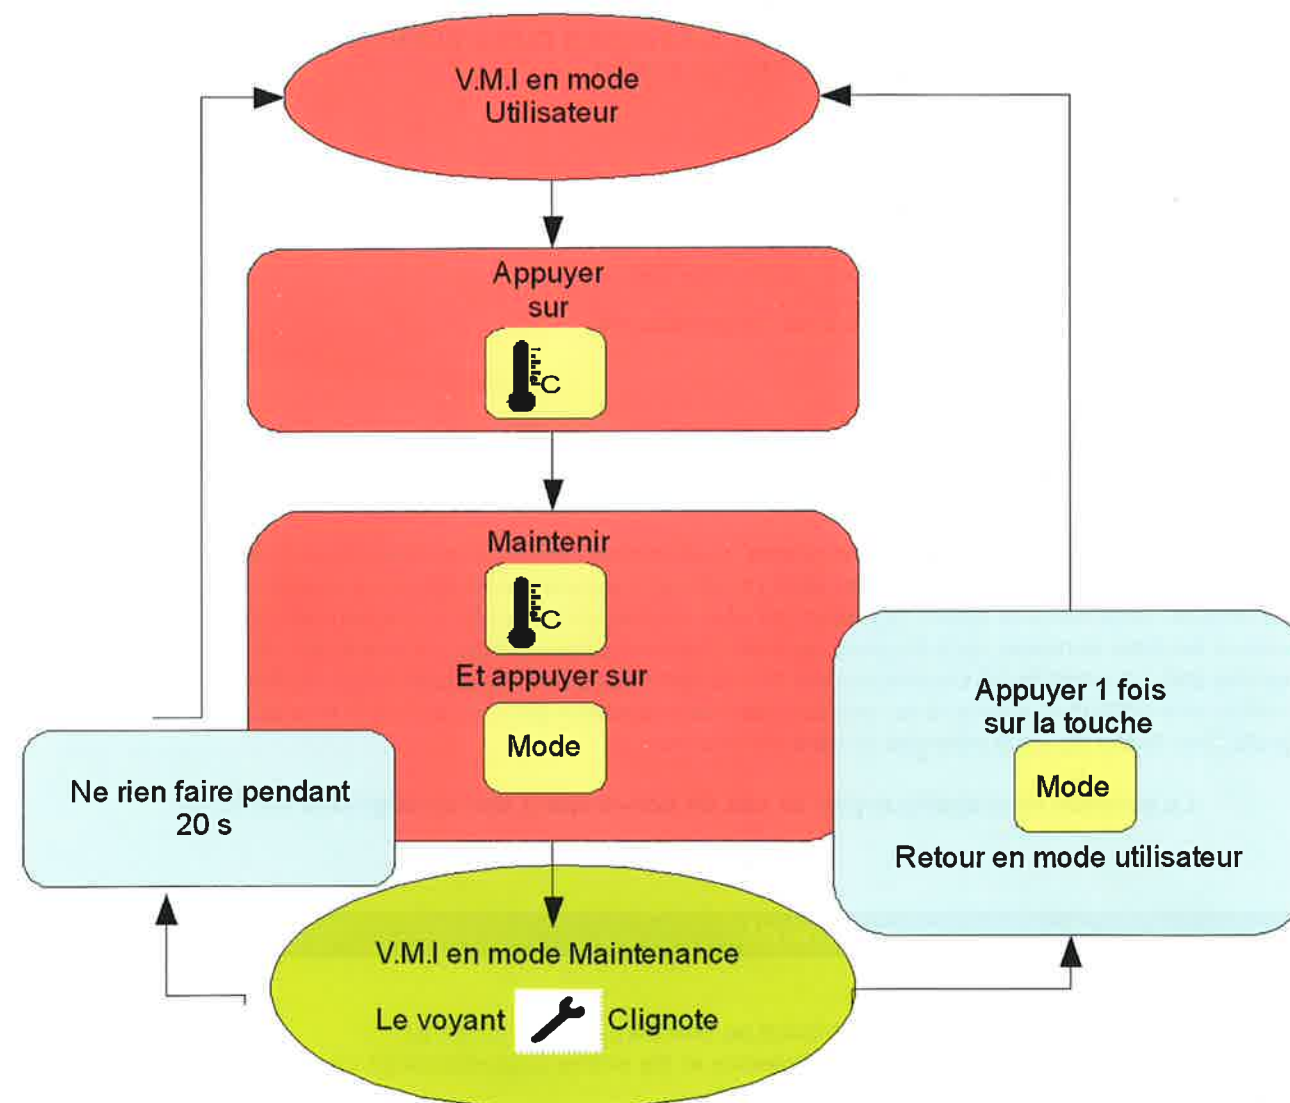 V.M.I en mode
Utilisateur
Appuyer
sur
C
Maintenir
C
Et appuyer sur
Mode
Ne rien faire pendant
20 s
Appuyer 1 fois
sur la touche
Mode
Retour en mode utilisateur
V.M.I en mode Maintenance
Le voyant Clignote